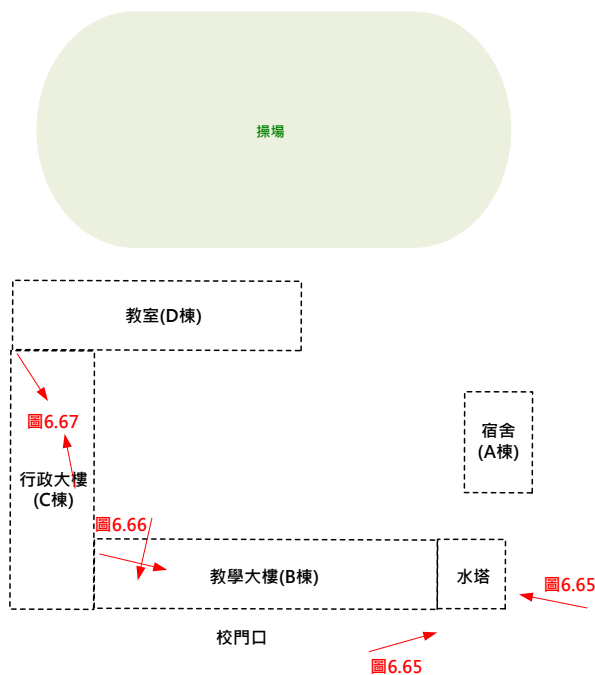 操場
教室(D棟)
圖6.67
宿舍
(A棟)
行政大樓
(C棟)
圖6.66
教學大樓(B棟)
水塔
圖6.65
校門口
圖6.65